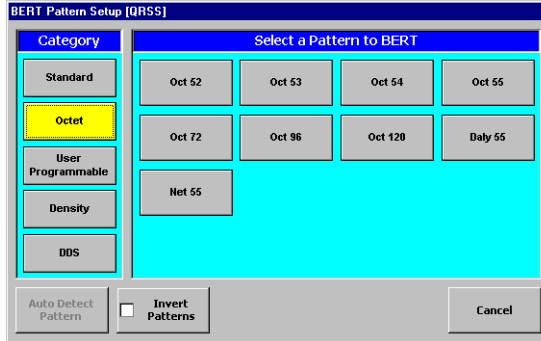 BERT Pattern Setup [QRSS]
Category
Select a Pattern to BERT
Standard
Octet
User
Programmable
Density
DDS
Oct 52
Oct 53
Oct 54
Oct 55
Oct 72
Oct 96
Oct 120
Daly 55
Net 55
Auto Detect
Pattern
Invert
Patterns
Cancel